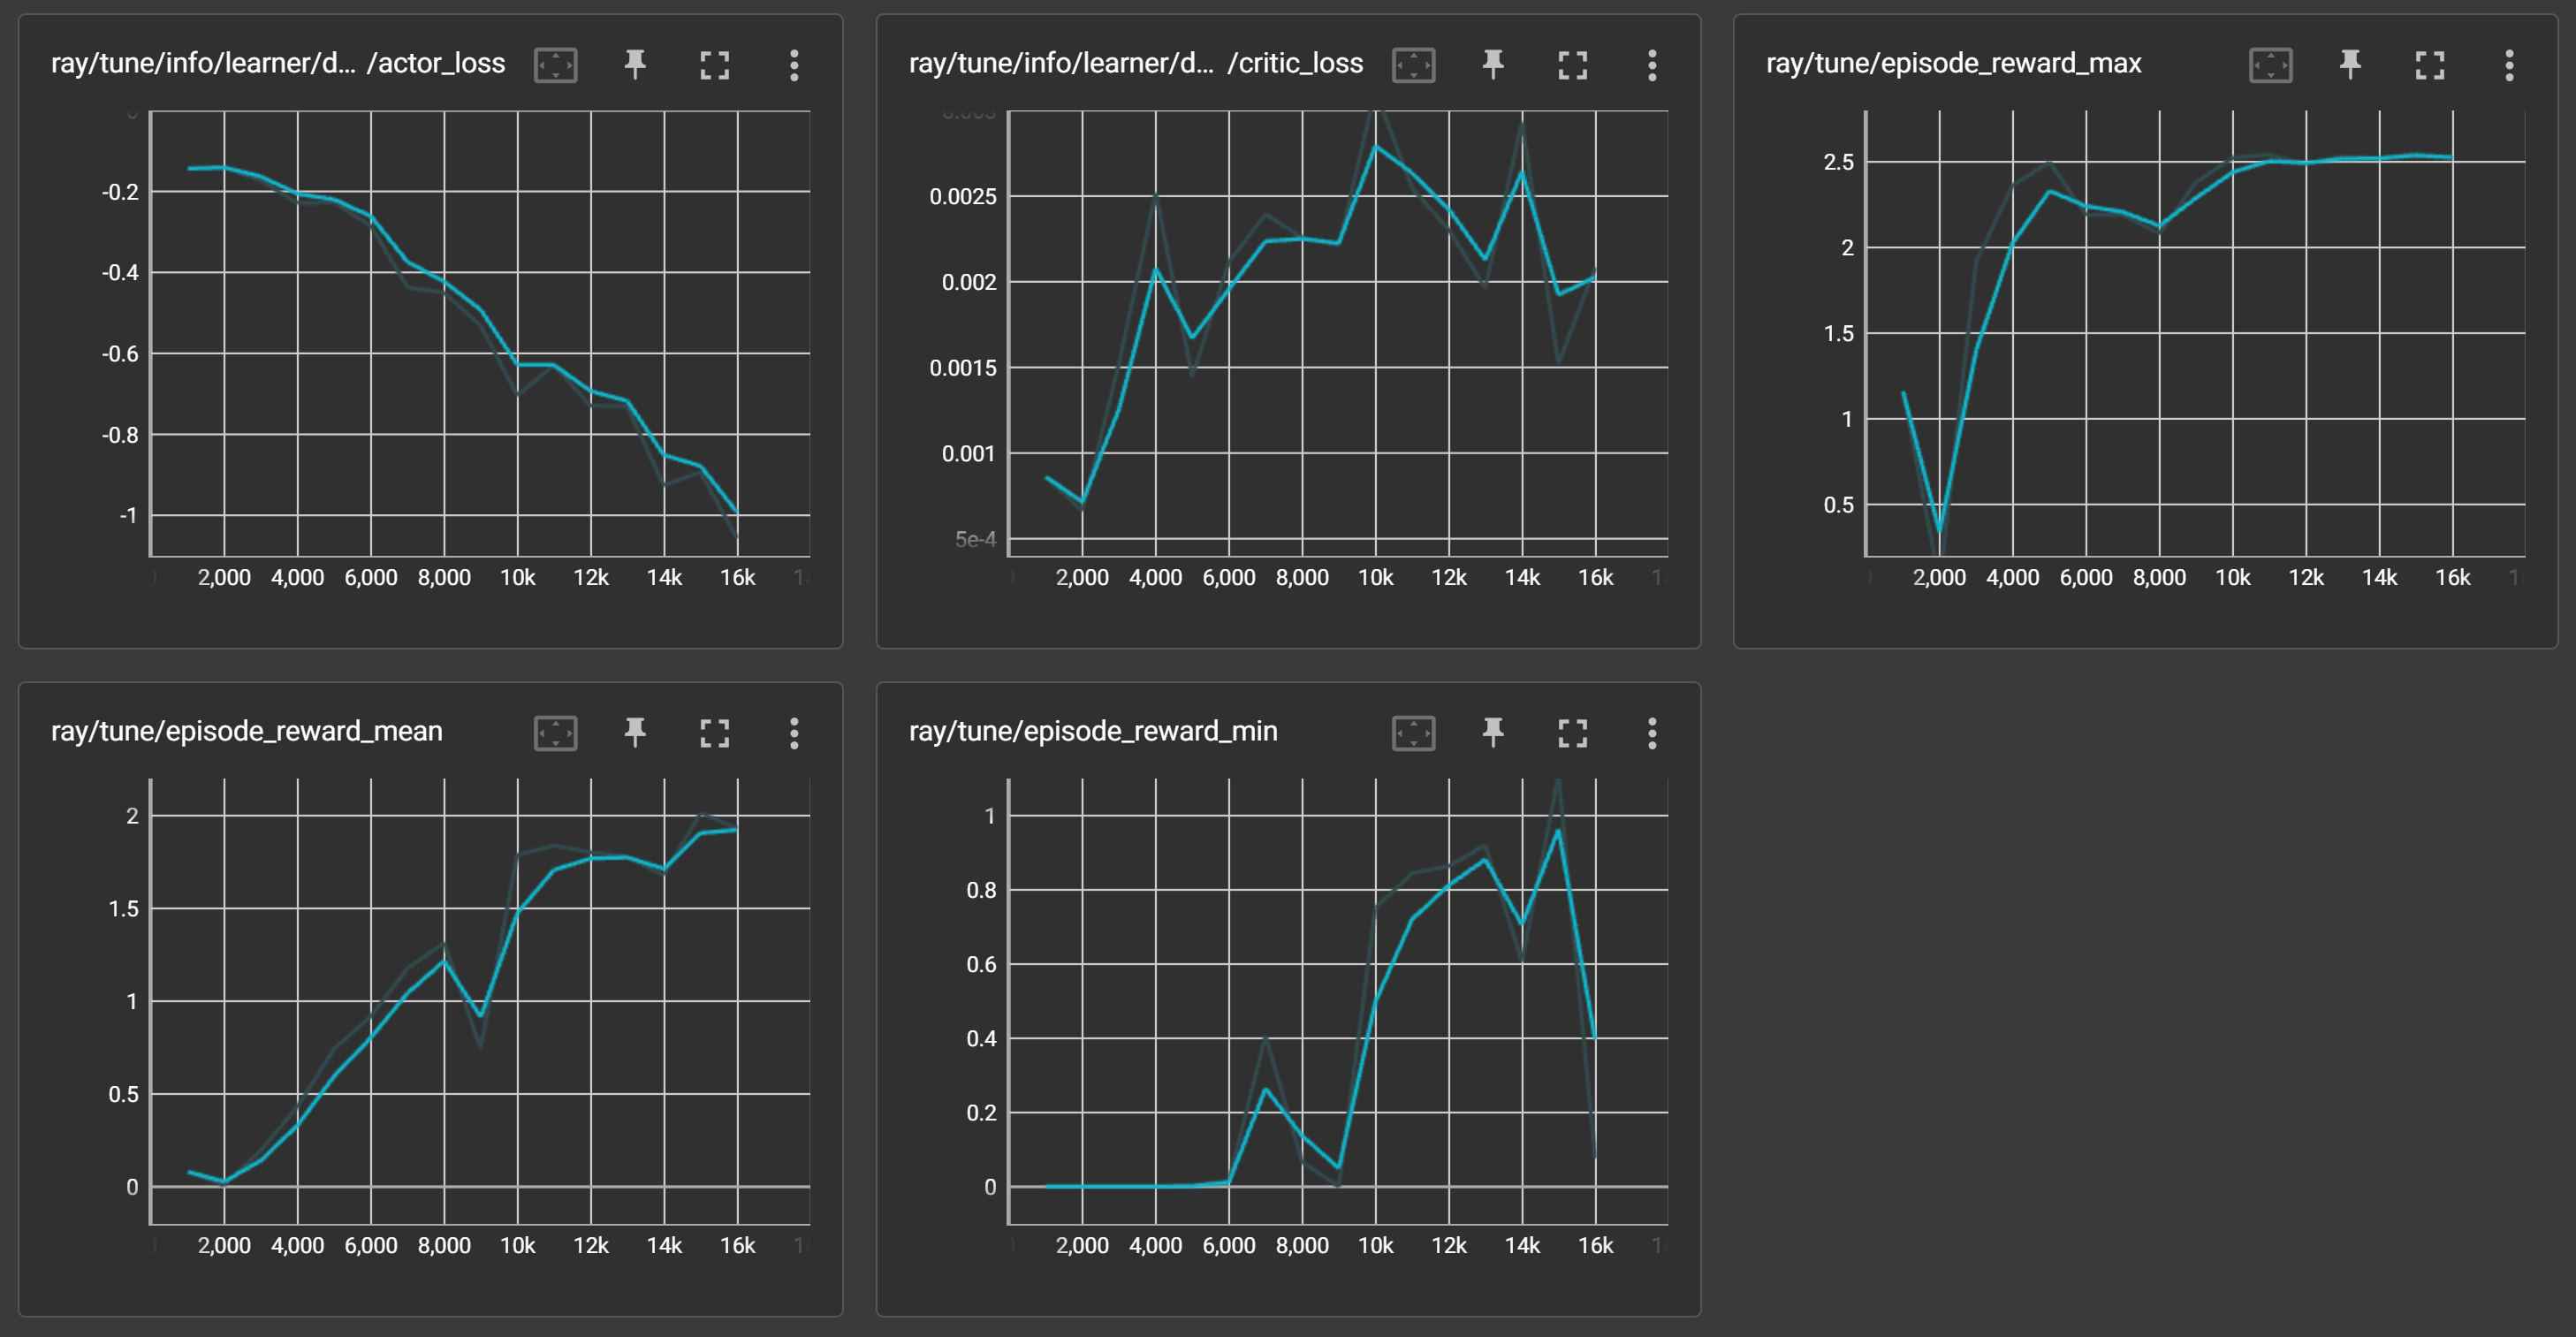 ray/tune/info/learner/d... /actor_loss
0
-0.2
-0.4
-0.6
-0.8
-1
2,000 4,000 6,000 8,000 10k 12k 14k 16k
ray/tune/info/learner/d... /critic_loss
0.003
0.0025
0.002
0.0015
0.001
5e-4
2,000 4,000 6,000 8,000 10k 12k 14k 16k
ray/tune/episode_reward_max
2.5
2
1.5
1
0.5
2,000 4,000 6,000 8,000 10k 12k 14k 16k
ray/tune/episode_reward_mean
2
1.5
1
0.5
0
2,000 4,000 6,000 8,000 10k 12k 14k 16k
ray/tune/episode_reward_min
1
0.8
0.6
0.4
0.2
0
2,000 4,000 6,000 8,000 10k 12k 14k 16k